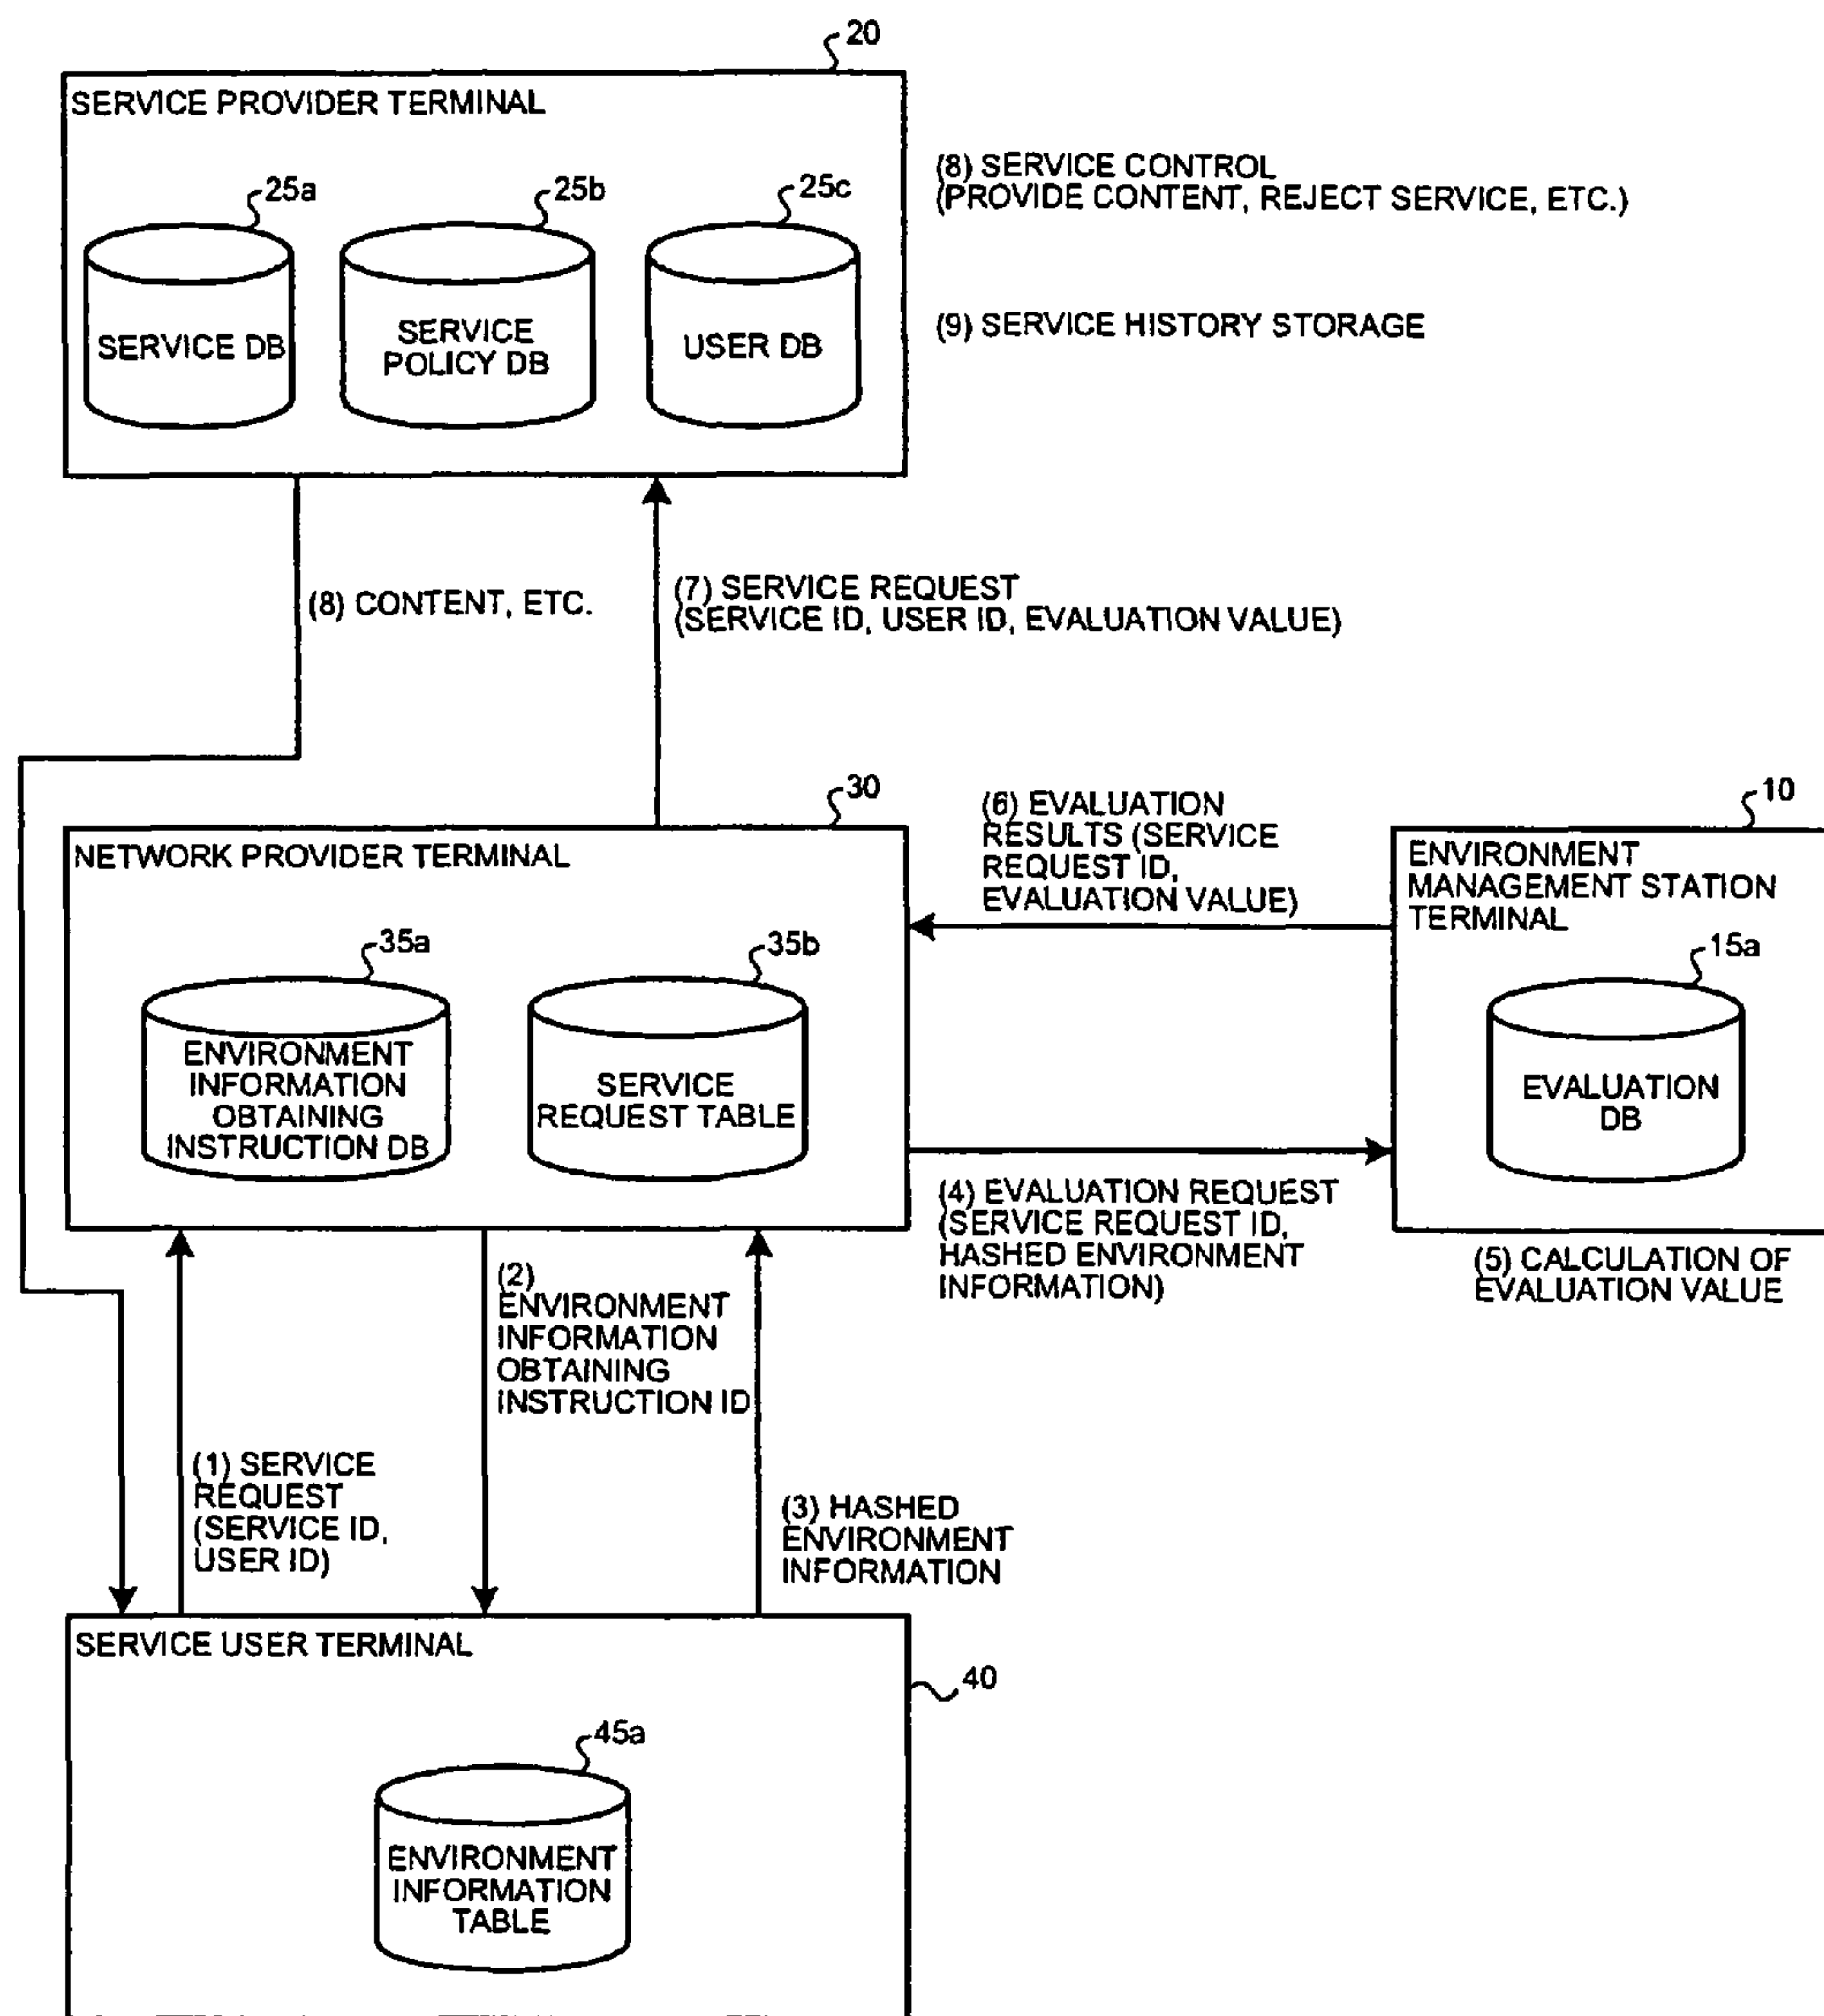 20
SERVICE PROVIDER TERMINAL
25a
25b
25c
SERVICE DB
SERVICE
POLICY DB
USER DB
(8) SERVICE CONTROL
(PROVIDE CONTENT, REJECT SERVICE, ETC.)
(9) SERVICE HISTORY STORAGE
(8) CONTENT, ETC.
(7) SERVICE REQUEST
(SERVICE ID, USER ID, EVALUATION VALUE)
30
NETWORK PROVIDER TERMINAL
35a
35b
ENVIRONMENT
INFORMATION
OBTAINING
INSTRUCTION DB
SERVICE
REQUEST TABLE
(6) EVALUATION
RESULTS (SERVICE
REQUEST ID,
EVALUATION VALUE)
10
ENVIRONMENT
MANAGEMENT STATION
TERMINAL
15a
EVALUATION
DB
(4) EVALUATION REQUEST
(SERVICE REQUEST ID,
HASHED ENVIRONMENT
INFORMATION)
(5) CALCULATION OF
EVALUATION VALUE
(2)
ENVIRONMENT
INFORMATION
OBTAINING
INSTRUCTION ID
(1) SERVICE
REQUEST
(SERVICE ID,
USER ID)
(3) HASHED
ENVIRONMENT
INFORMATION
SERVICE USER TERMINAL
40
45a
ENVIRONMENT
INFORMATION
TABLE